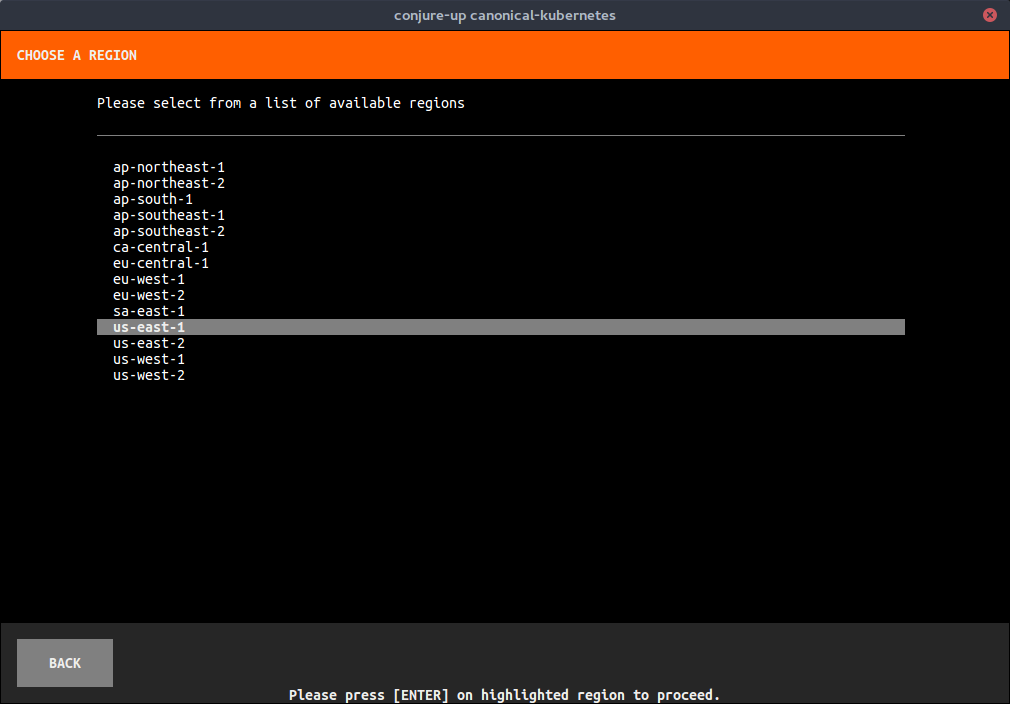 conjure-up canonical-kubernetes
CHOOSE A REGION
Please select from a list of available regions
ap-northeast-1
ap-northeast-2
ap-south-1
ap-southeast-1
ap-southeast-2
ca-central-1
eu-central-1
eu-west-1
eu-west-2
sa-east-1
us-east-1
us-east-2
us-west-1
us-west-2
BACK
Please press [ENTER] on highlighted region to proceed.